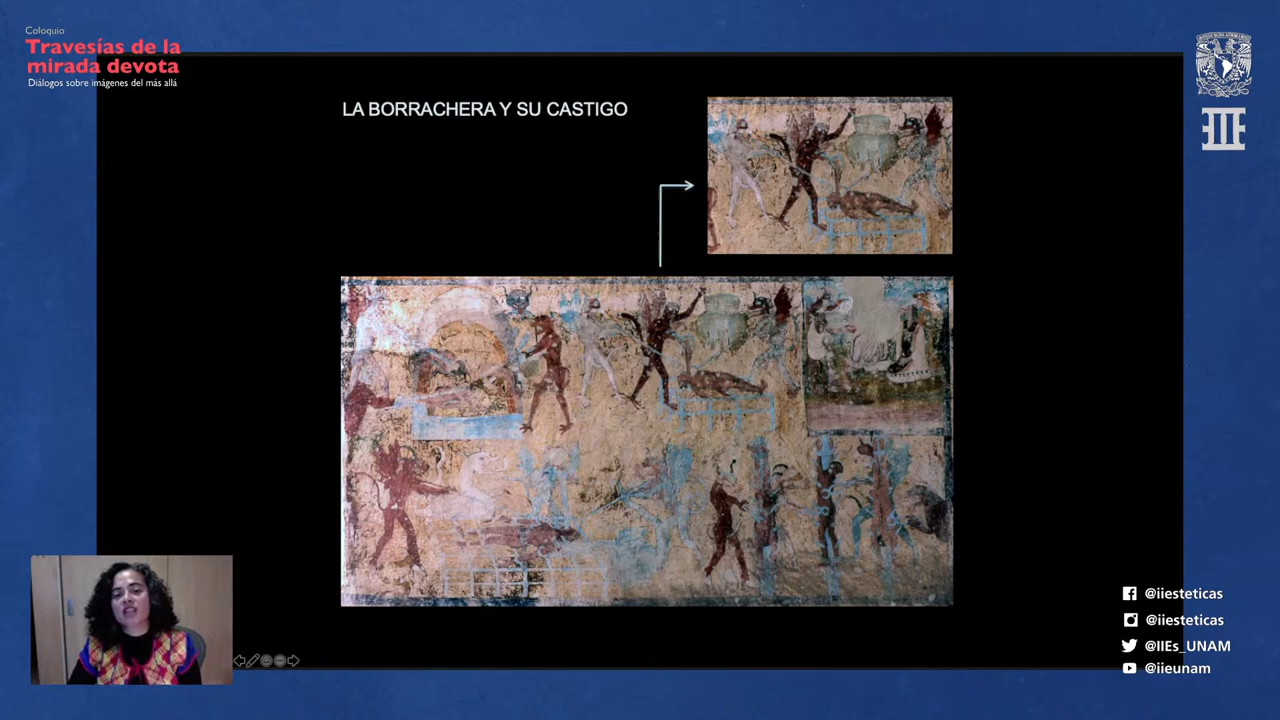 Coloquio
Travesías de la
mirada devota
Diálogos sobre imágenes del más allá
LA BORRACHERA Y SU CASTIGO
@iiesteticas
@iiesteticas
@IIEs_UNAM
@iieunam